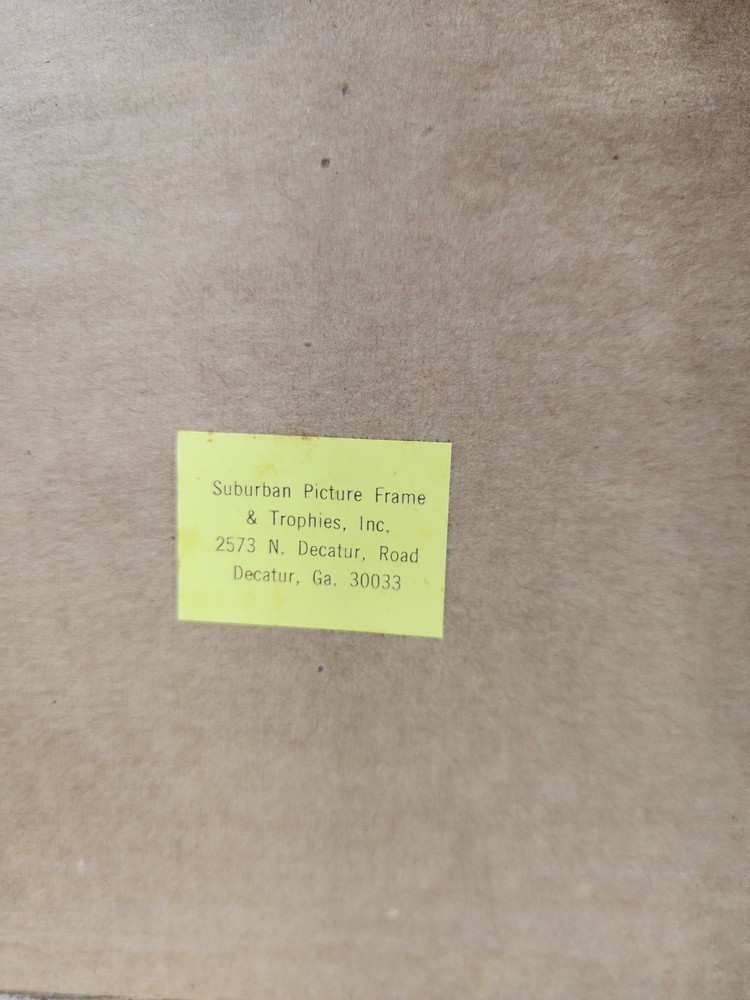 Suburban Picture Frame
& Trophies, Inc.
2573 N. Decatur, Road
Decatur, Ga. 30033